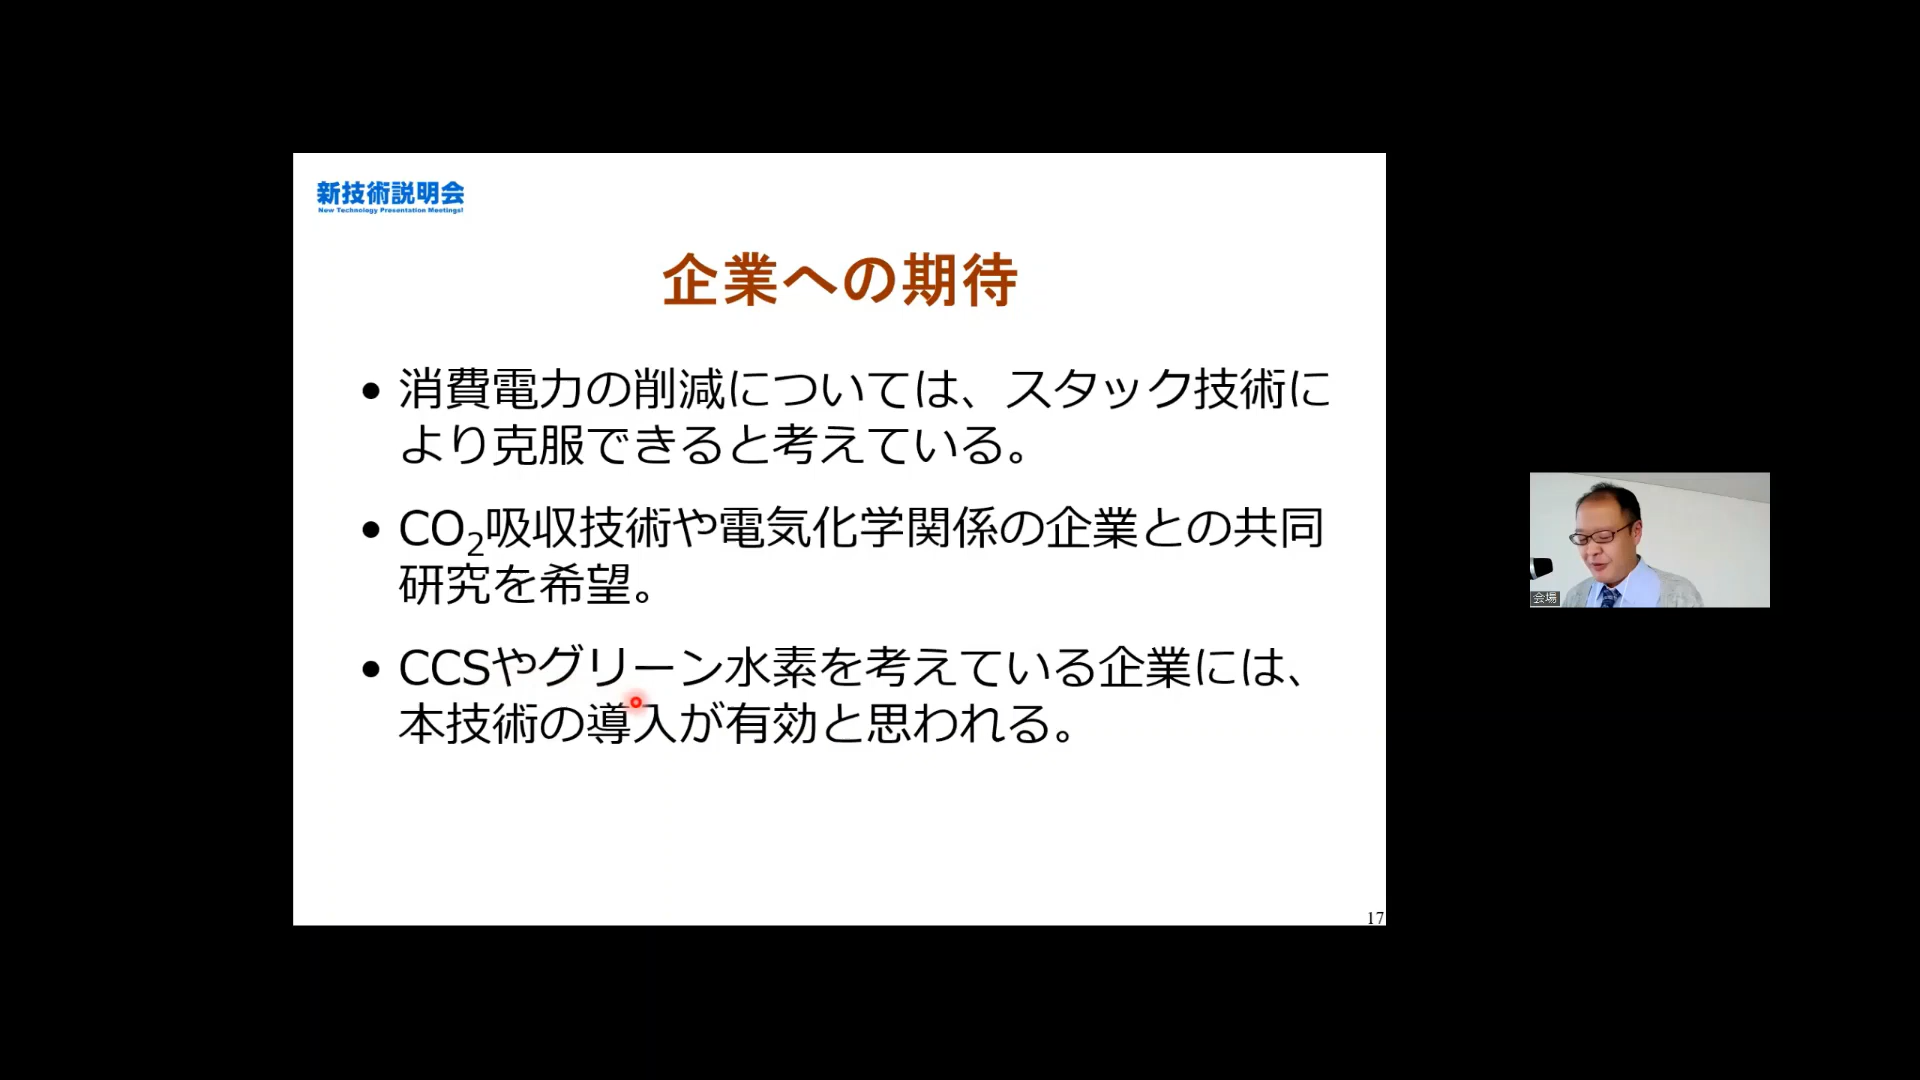 新技術説明会
New Technology Presentation Meetings!
企業への期待
• 消費電力の削減については、スタック技術に
より克服できると考えている。
• CO₂吸収技術や電気化学関係の企業との共同
研究を希望。
• CCSやグリーン水素を考えている企業には、
本技術の導入が有効と思われる。
17
会場